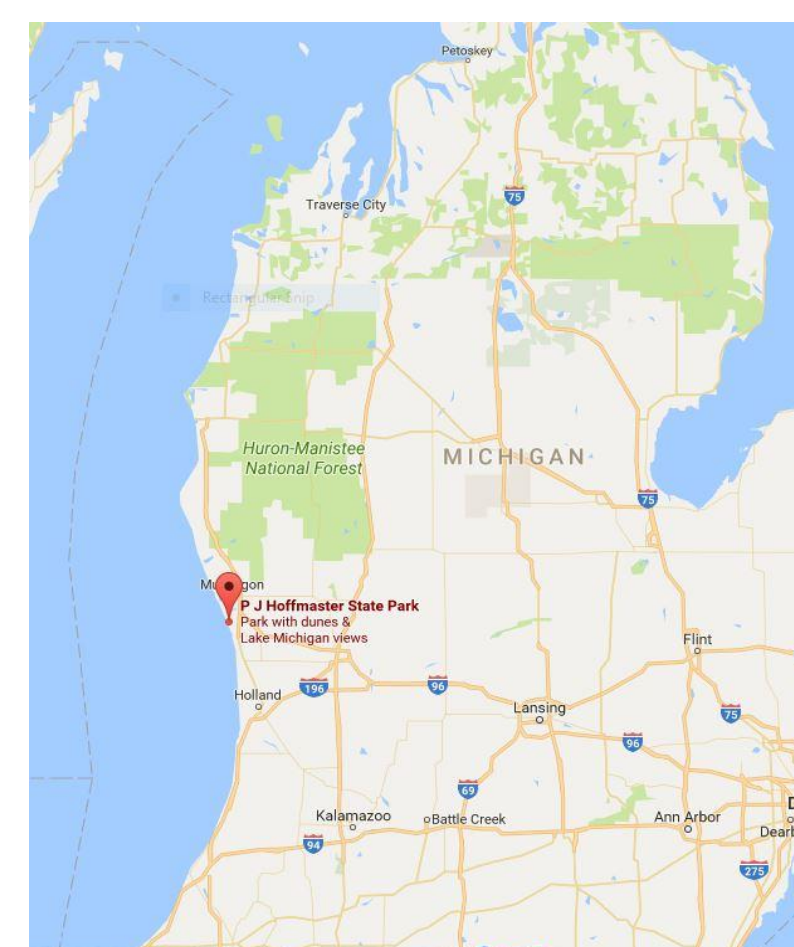 Petoskey
Traverse City
75
Rectangular Snip
Huron-Manistee
National Forest
MICHIGAN
75
P J Hoffmaster State Park
Park with dunes &
Lake Michigan views
Flint
196
96
Holland
Lansing
75
96
69
Kalamazoo
Battle Creek
Ann Arbor
94
275